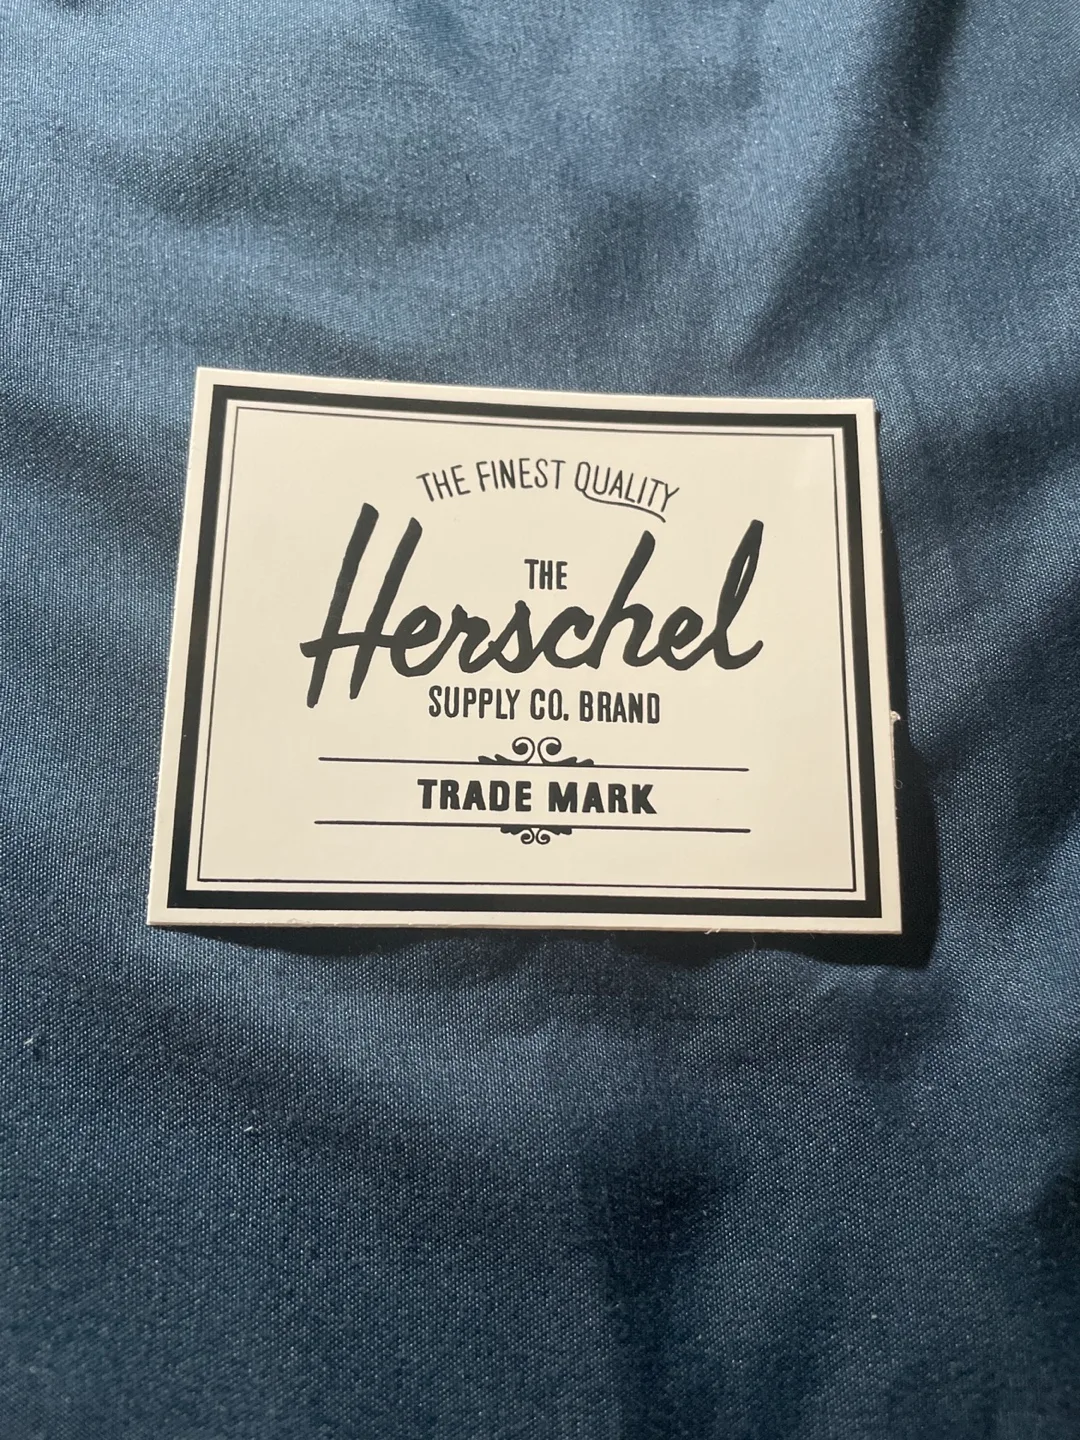 THE FINEST QUALITY
THE
Herschel
SUPPLY CO. BRAND
TRADE MARK